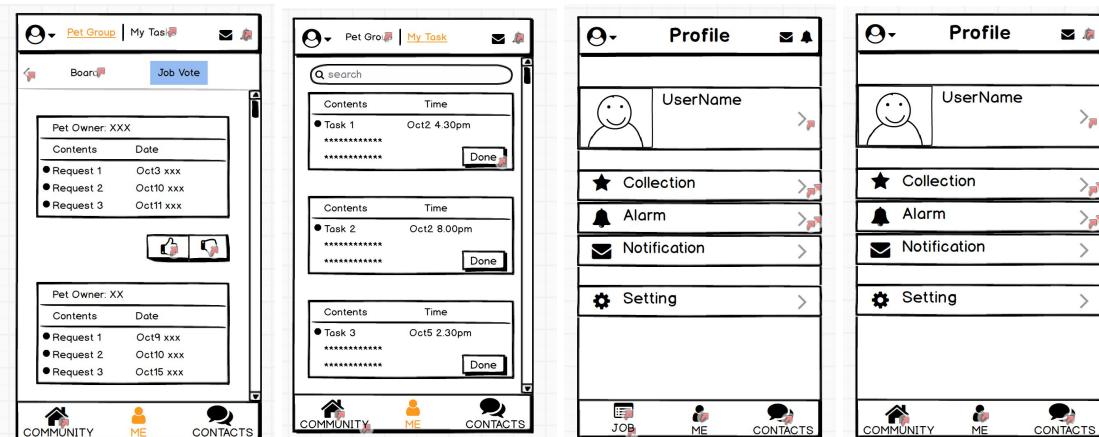 Pet Group | My Task
Board Job Vote
Pet Owner: XXX
Contents Date
Request 1 Oct3 xxx
Request 2 Oct10 xxx
Request 3 Oct11 xxx
Pet Owner: XX
Contents Date
Request 1 Oct9 xxx
Request 2 Oct10 xxx
Request 3 Oct15 xxx
COMMUNITY ME CONTACTS
Pet Group | My Task
search
Contents Time
Task 1 Oct2 4.30pm
************
************ Done
Contents Time
Task 2 Oct2 8.00pm
************
************ Done
Contents Time
Task 3 Oct5 2.30pm
************
************ Done
COMMUNITY ME CONTACTS
Profile
UserName
Collection
Alarm
Notification
Setting
JOB ME CONTACTS
Profile
UserName
Collection
Alarm
Notification
Setting
COMMUNITY ME CONTACTS